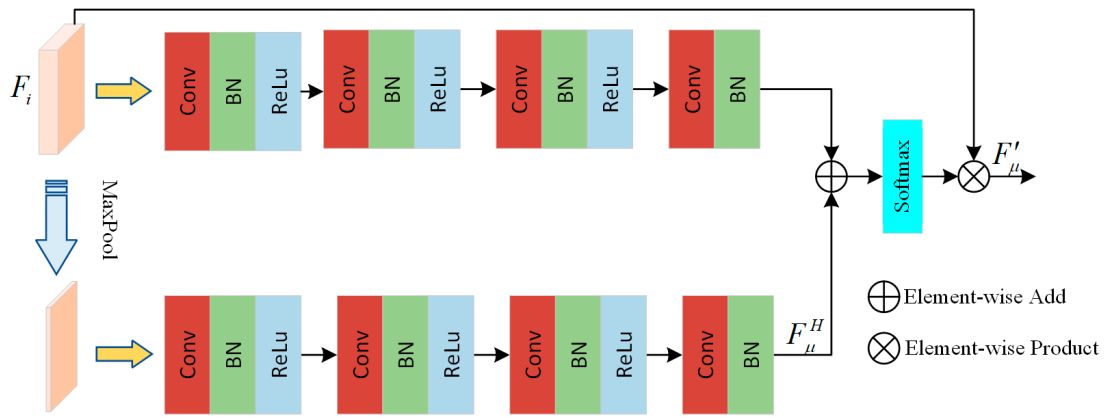 F_i
Conv BN ReLu Conv BN ReLu Conv BN ReLu Conv BN
MaxPool
Softmax
F'_μ
Conv BN ReLu Conv BN ReLu Conv BN ReLu Conv BN
F_μ^H
Element-wise Add
Element-wise Product